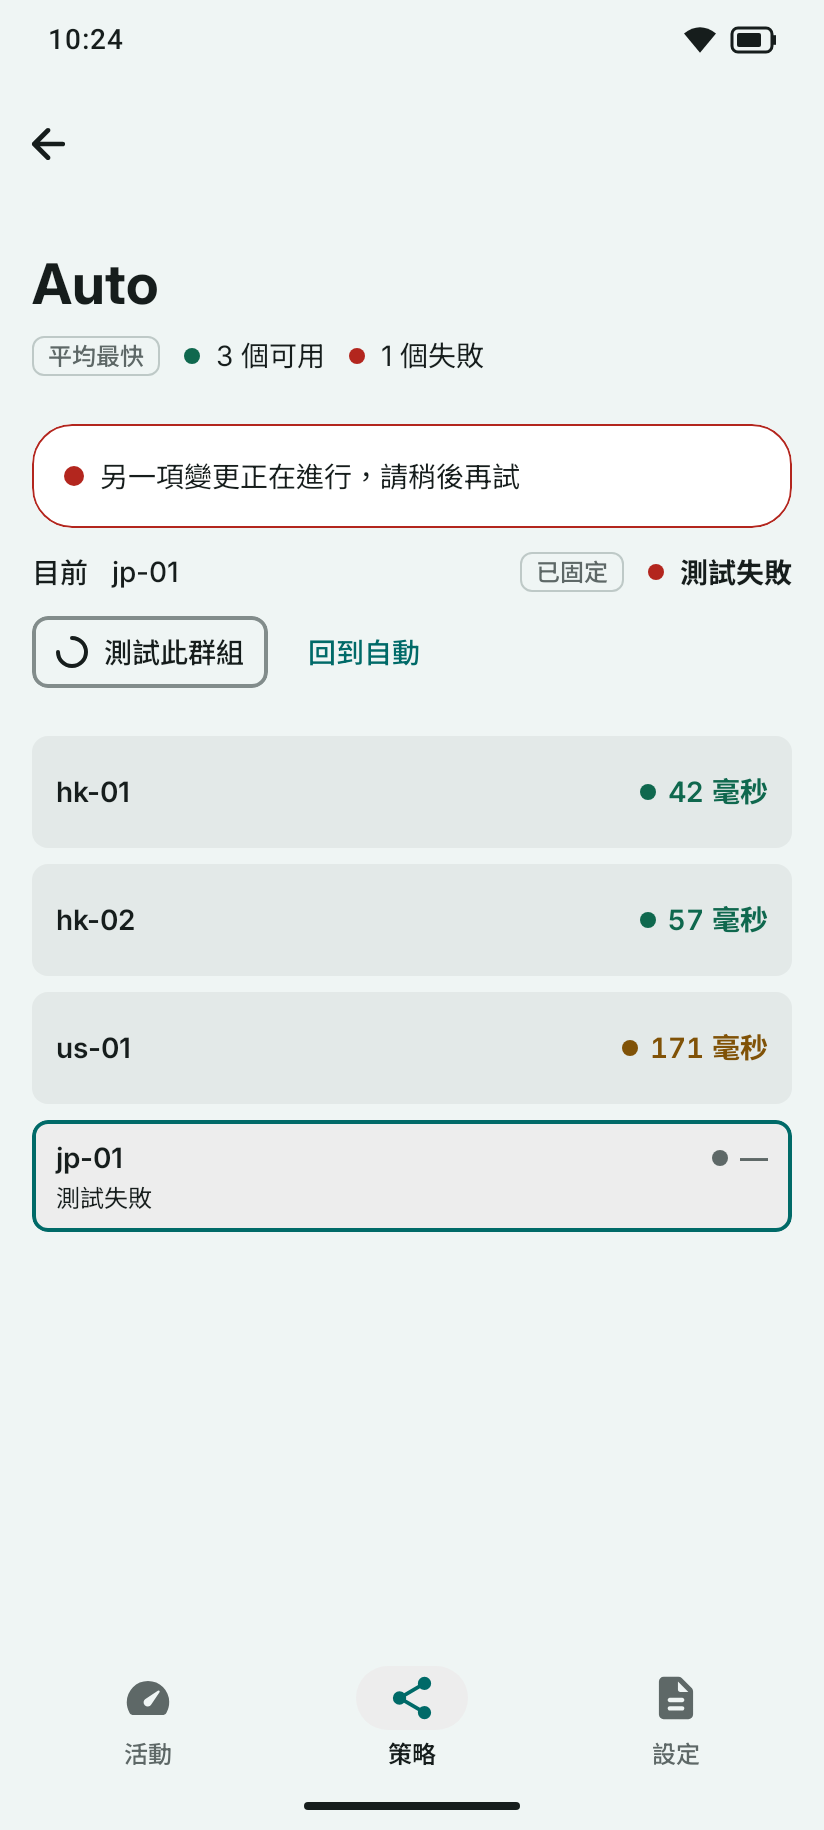 10:24
Auto
平均最快 3 個可用 1 個失敗
另一項變更正在進行，請稍後再試
目前 jp-01 已固定 測試失敗
測試此群組 回到自動
hk-01 42 毫秒
hk-02 57 毫秒
us-01 171 毫秒
jp-01 —
測試失敗
活動 策略 設定